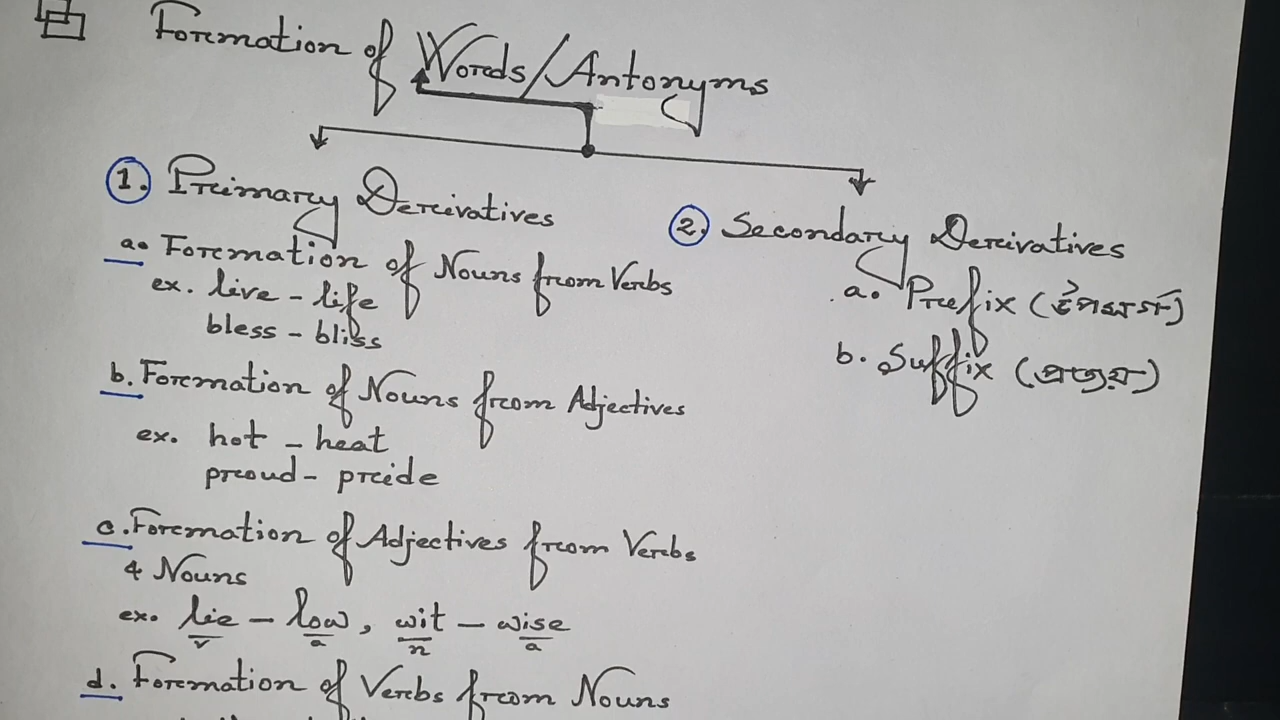 Formation of Words/Antonyms
1. Primary Derivatives
a. Formation of Nouns from Verbs
ex. live - life
bless - bliss
b. Formation of Nouns from Adjectives
ex. hot - heat
proud - pride
c. Formation of Adjectives from Verbs
& Nouns
ex. lie - low, wit - wise
v a n a
d. Formation of Verbs from Nouns
2. Secondary Derivatives
a. Prefix (উপসর্গ)
b. Suffix (প্রত্যয়)